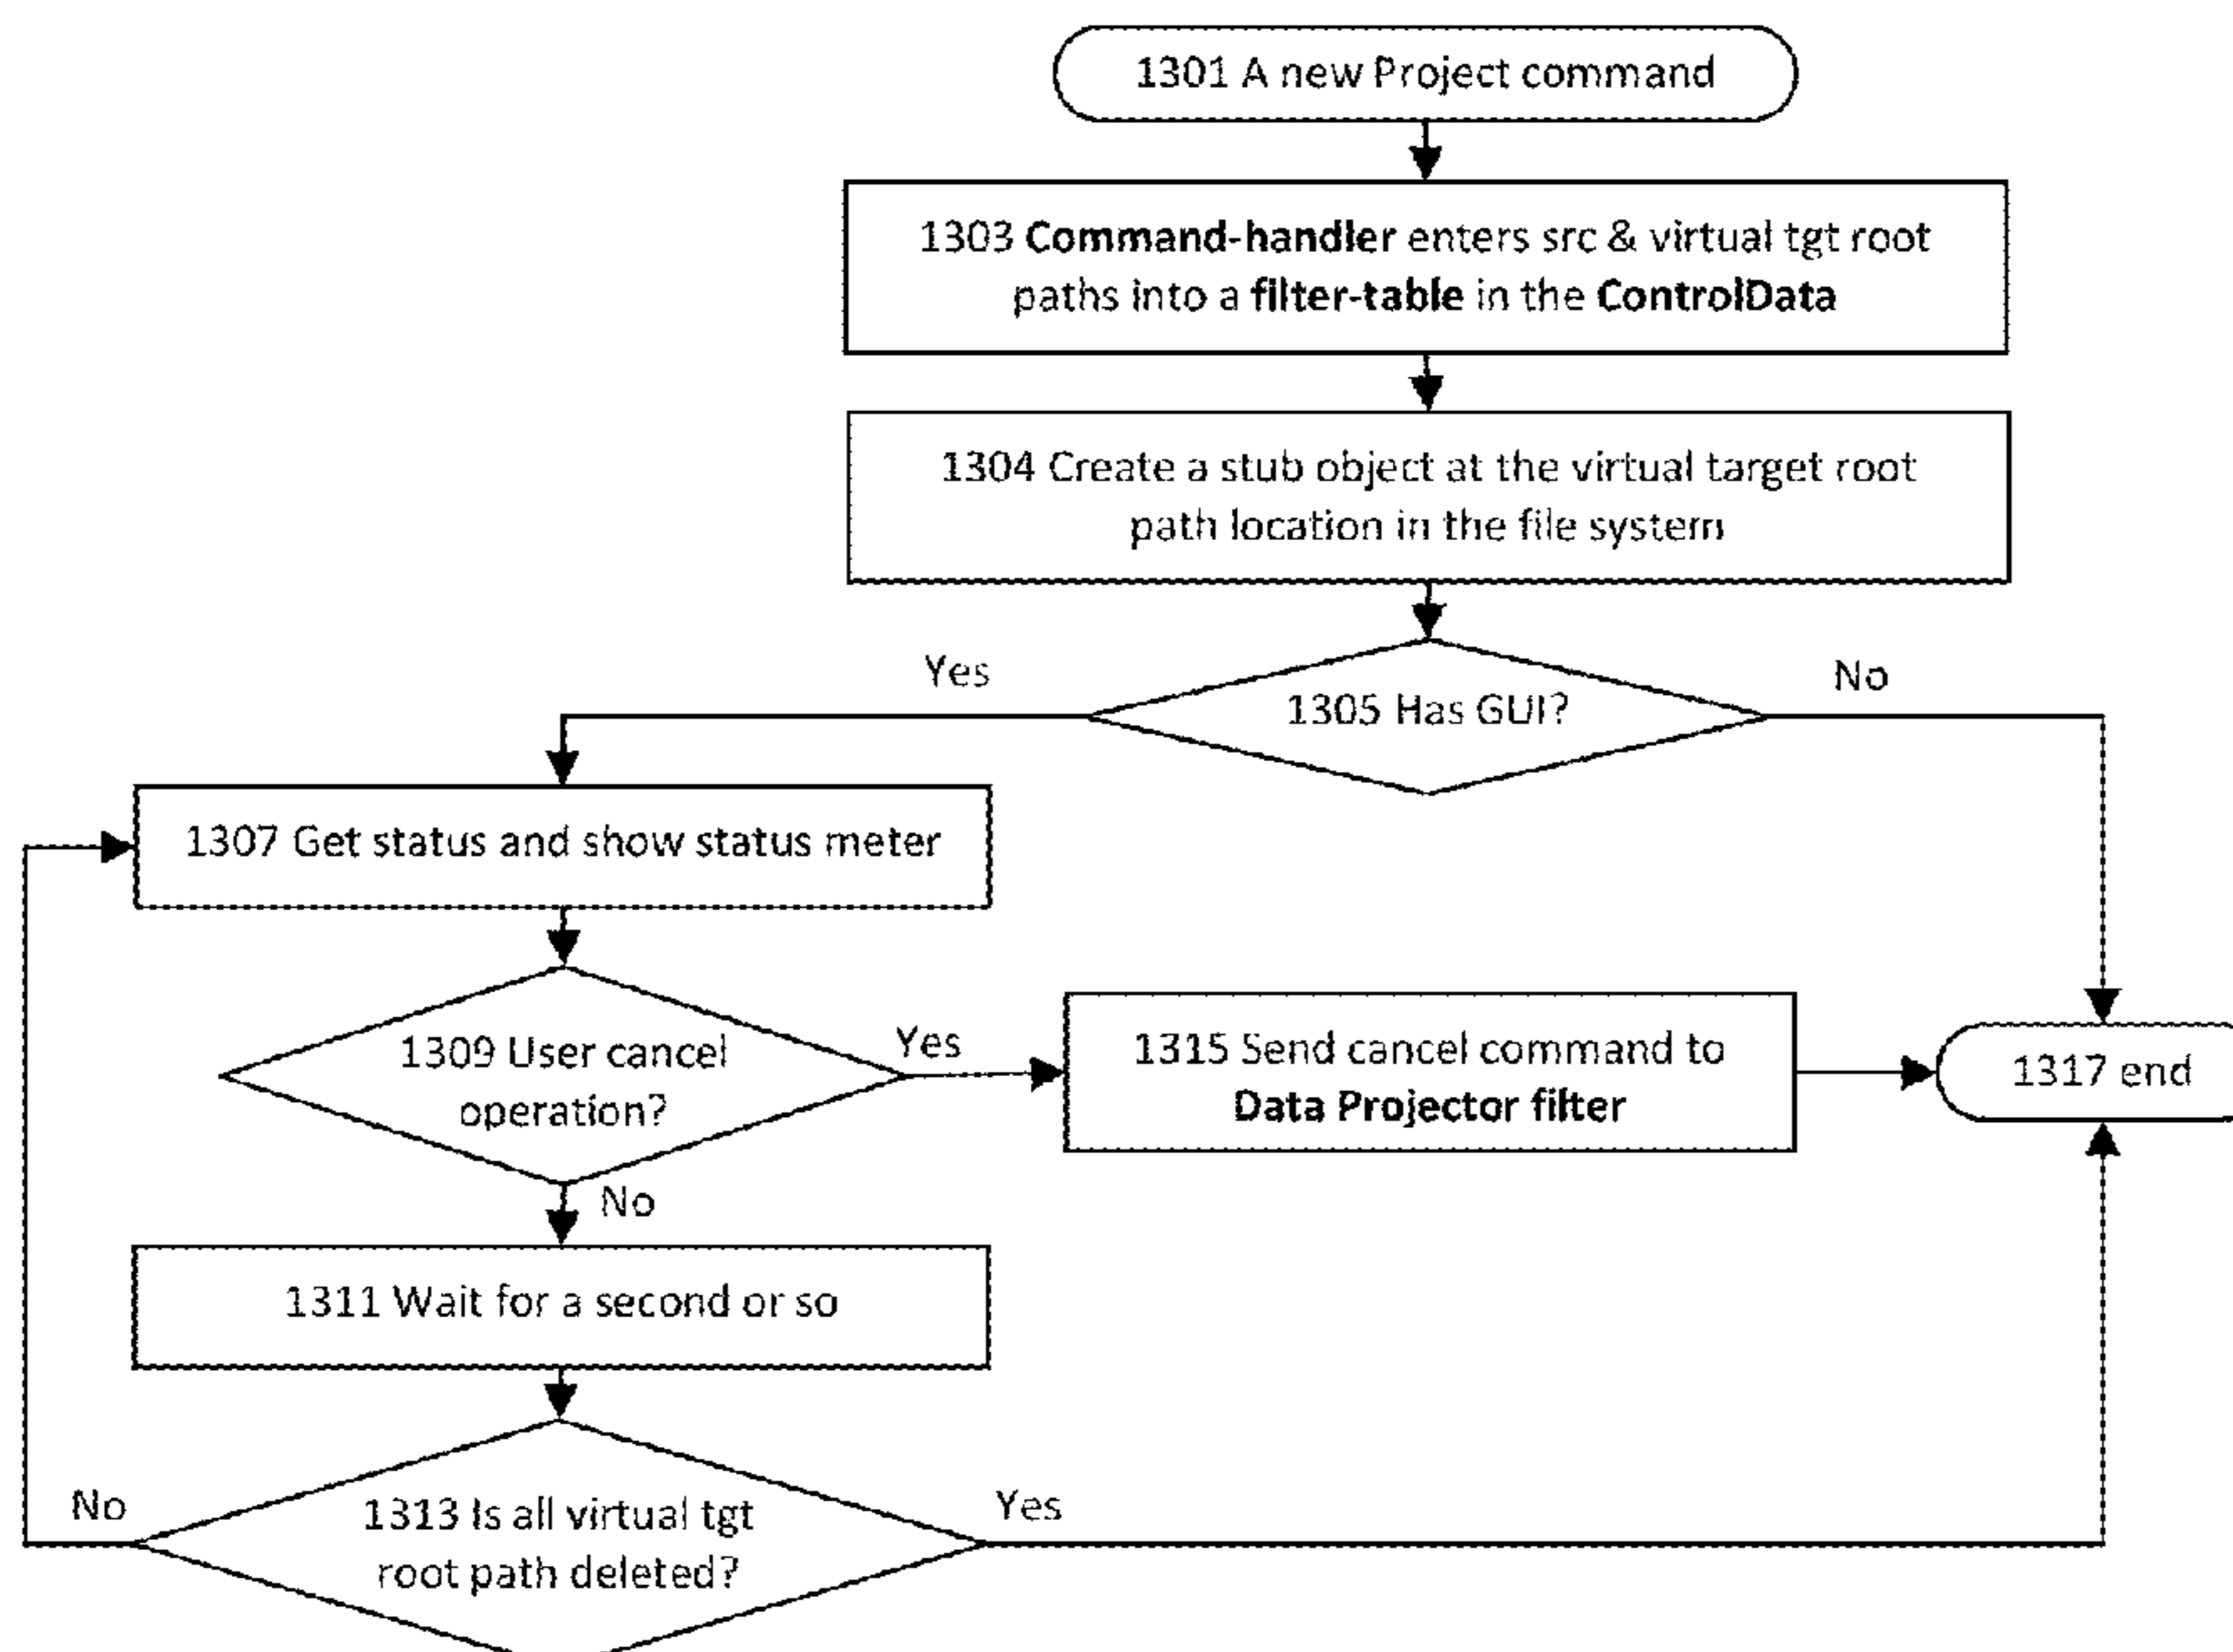 1301 A new Project command
1303 Command-handler enters src & virtual tgt root
paths into a filter-table in the ControlData
1304 Create a stub object at the virtual target root
path location in the file system
Yes
No
1305 Has GUI?
1307 Get status and show status meter
1309 User cancel
operation?
Yes
1315 Send cancel command to
Data Projector filter
1317 end
No
1311 Wait for a second or so
No
1313 Is all virtual tgt
root path deleted?
Yes